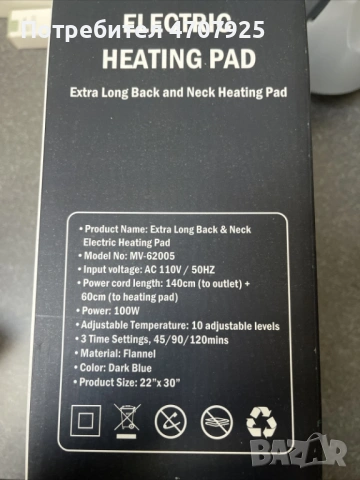 Потребител 4707925
ELECTRIC
HEATING PAD
Extra Long Back and Neck Heating Pad
• Product Name: Extra Long Back & Neck
Electric Heating Pad
• Model No: MV-62005
• Input voltage: AC 110V / 50HZ
• Power cord length: 140cm (to outlet) +
60cm (to heating pad)
• Power: 100W
• Adjustable Temperature: 10 adjustable levels
• 3 Time Settings, 45/90/120mins
• Material: Flannel
• Color: Dark Blue
• Product Size: 22"x 30"
BAZAR